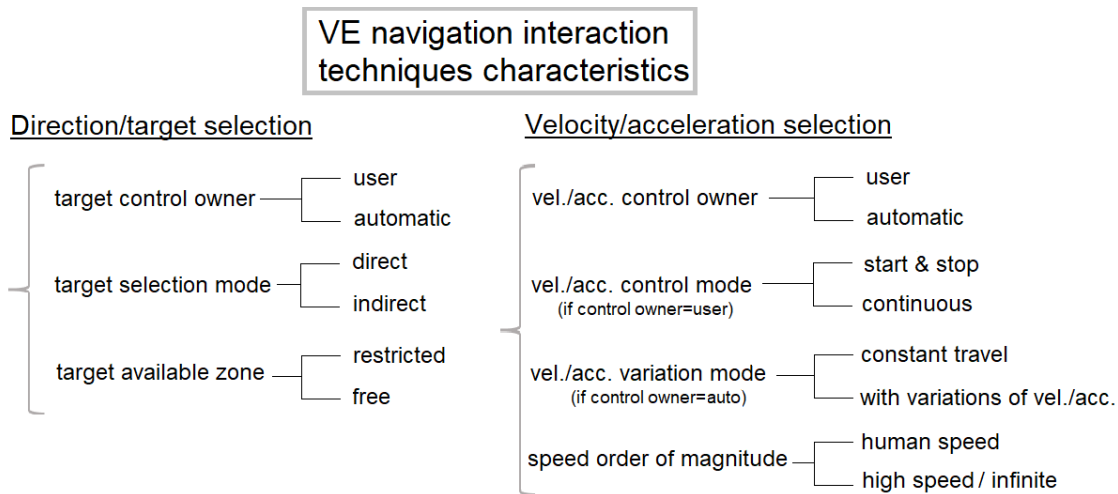 VE navigation interaction
techniques characteristics
Direction/target selection
target control owner
user
automatic
target selection mode
direct
indirect
target available zone
restricted
free
Velocity/acceleration selection
vel./acc. control owner
user
automatic
vel./acc. control mode
(if control owner=user)
start & stop
continuous
vel./acc. variation mode
(if control owner=auto)
constant travel
with variations of vel./acc.
speed order of magnitude
human speed
high speed / infinite